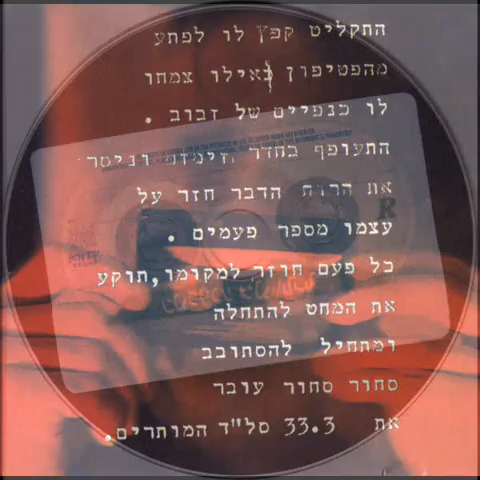 התקליט קפץ לו לפתע
מהפטיפון כאילו צמחו
לו כנפיים של זבוב .
התעופף בחדר וניסר
את הרוח הדבר חזר על
עצמו מספר פעמים .
כל פעם חוזר למקומו,תוקע
את המחט להתחלה
ומתחיל להסתובב
סחור סחור עובר
את 33.3 סל"ד המותרים.
R